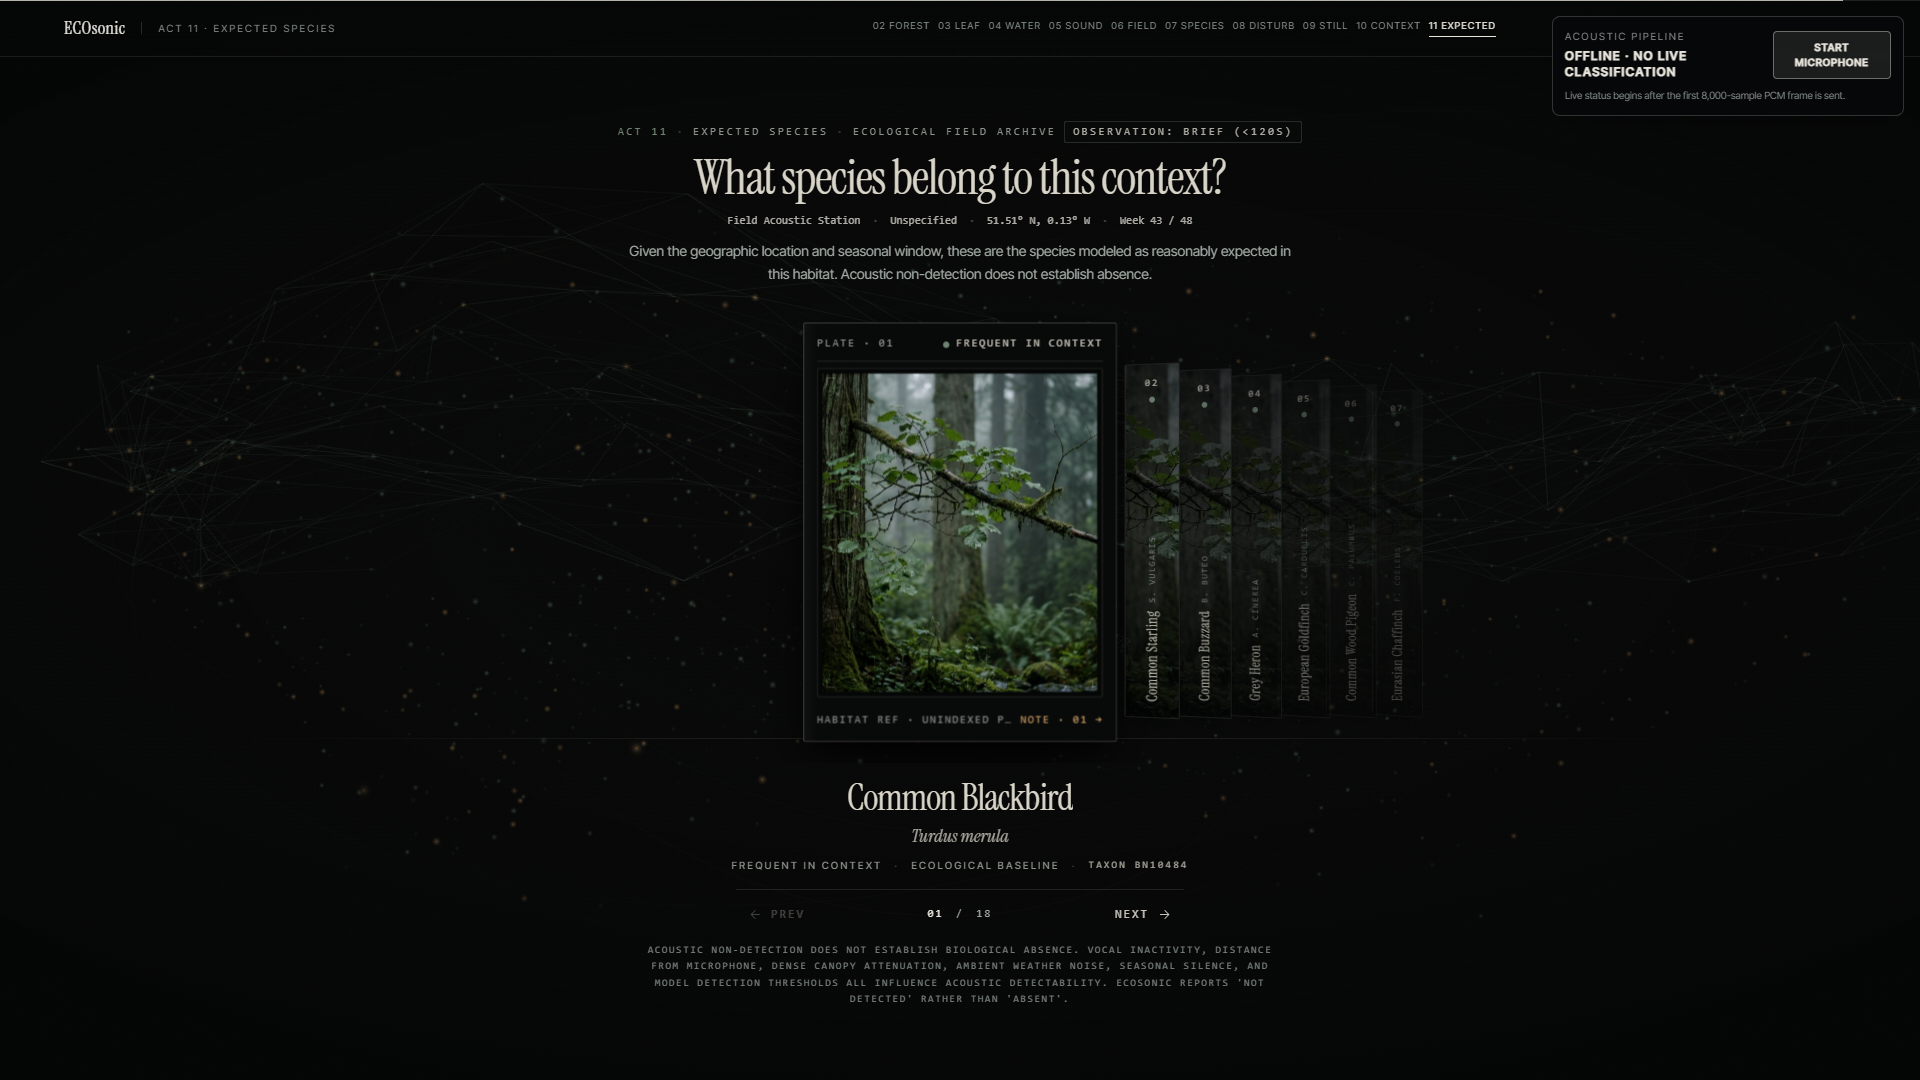 ECOsonic
ACT 11 · EXPECTED SPECIES
02 FOREST 03 LEAF 04 WATER 05 SOUND 06 FIELD 07 SPECIES 08 DISTURB 09 STILL 10 CONTEXT 11 EXPECTED
ACOUSTIC PIPELINE
OFFLINE · NO LIVE
CLASSIFICATION
START
MICROPHONE
Live status begins after the first 8,000-sample PCM frame is sent.
ACT 11 · EXPECTED SPECIES · ECOLOGICAL FIELD ARCHIVE OBSERVATION: BRIEF (<120S)
What species belong to this context?
Field Acoustic Station · Unspecified · 51.51° N, 0.13° W · Week 43 / 48
Given the geographic location and seasonal window, these are the species modeled as reasonably expected in
this habitat. Acoustic non-detection does not establish absence.
PLATE · 01 FREQUENT IN CONTEXT
HABITAT REF · UNINDEXED P… NOTE · 01 →
02
Common Starling S. VULGARIS
03
Common Buzzard B. BUTEO
04
Grey Heron A. CINEREA
05
European Goldfinch C. CARDUELIS
06
Common Wood Pigeon C. PALUMBUS
07
Eurasian Chaffinch F. COELEBS
Common Blackbird
Turdus merula
FREQUENT IN CONTEXT · ECOLOGICAL BASELINE · TAXON BN10484
← PREV 01 / 18 NEXT →
ACOUSTIC NON-DETECTION DOES NOT ESTABLISH BIOLOGICAL ABSENCE. VOCAL INACTIVITY, DISTANCE
FROM MICROPHONE, DENSE CANOPY ATTENUATION, AMBIENT WEATHER NOISE, SEASONAL SILENCE, AND
MODEL DETECTION THRESHOLDS ALL INFLUENCE ACOUSTIC DETECTABILITY. ECOSONIC REPORTS 'NOT
DETECTED' RATHER THAN 'ABSENT'.